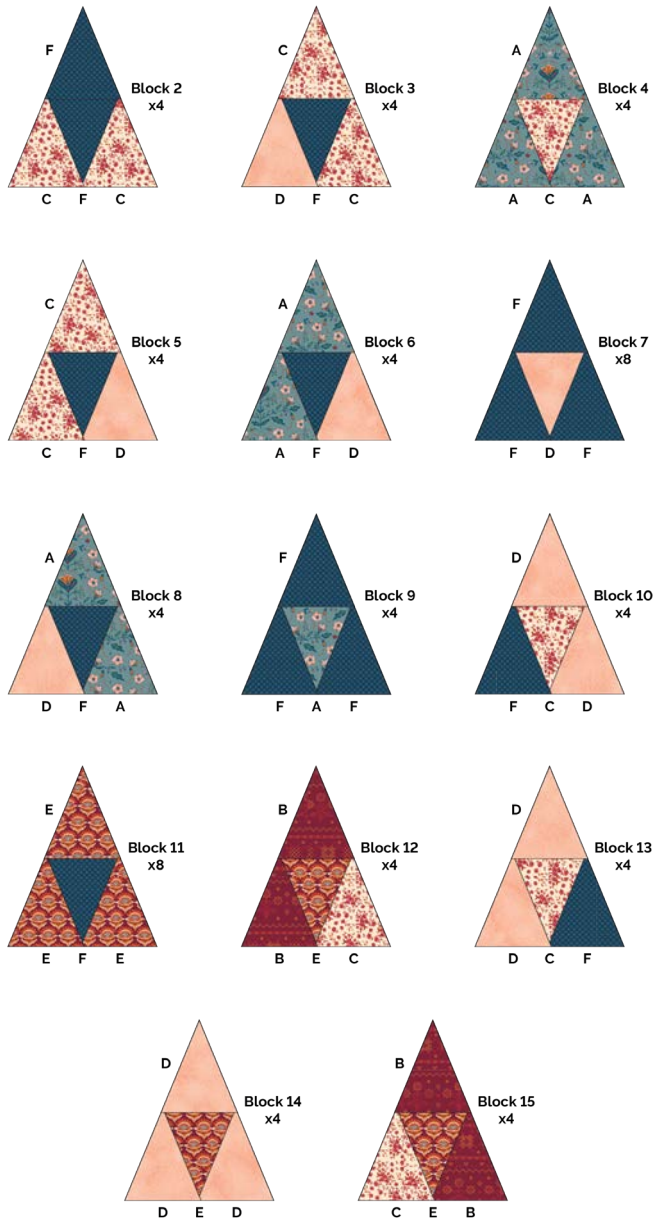 F
Block 2
x4
C F C
C
Block 3
x4
D F C
A
Block 4
x4
A C A
C
Block 5
x4
C F D
A
Block 6
x4
A F D
F
Block 7
x8
F D F
A
Block 8
x4
D F A
F
Block 9
x4
F A F
D
Block 10
x4
F C D
E
Block 11
x8
E F E
B
Block 12
x4
B E C
D
Block 13
x4
D C F
D
Block 14
x4
D E D
B
Block 15
x4
C E B